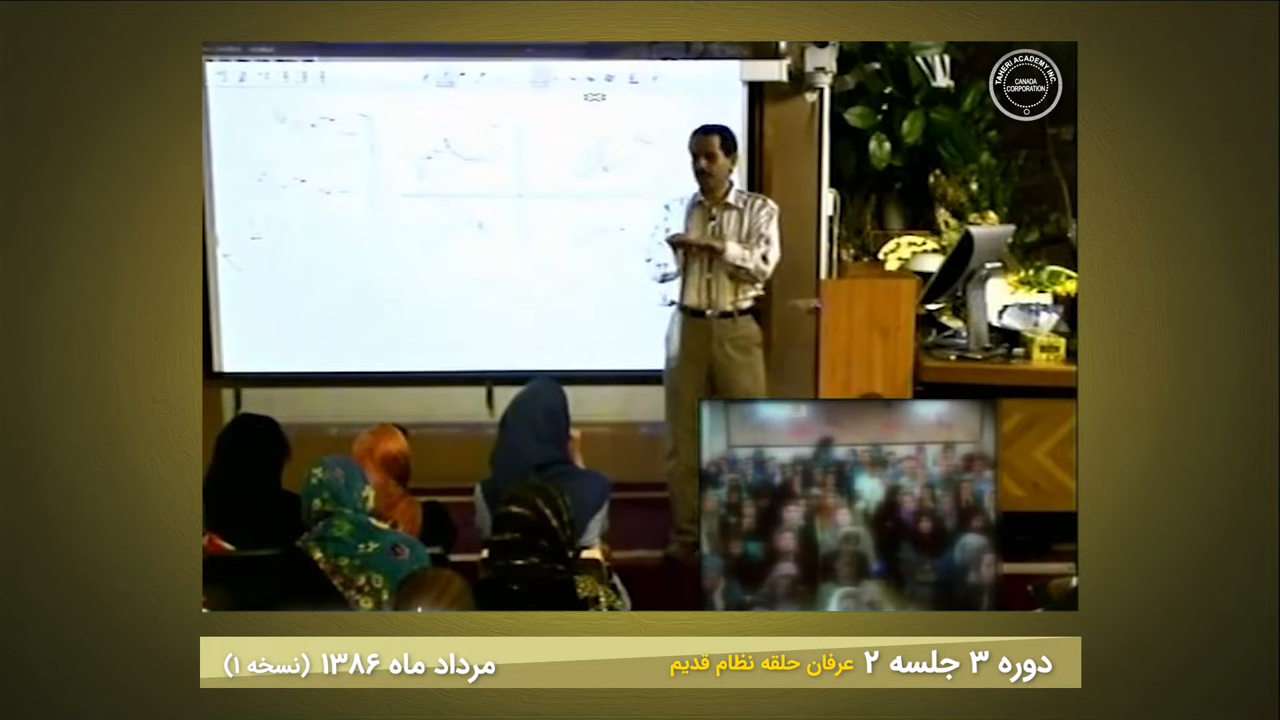 TAHERI ACADEMY INC.
CANADA
CORPORATION
دوره ۳ جلسه ۲ عرفان حلقه نظام قدیم
مرداد ماه ۱۳۸۶ (نسخه ۱)